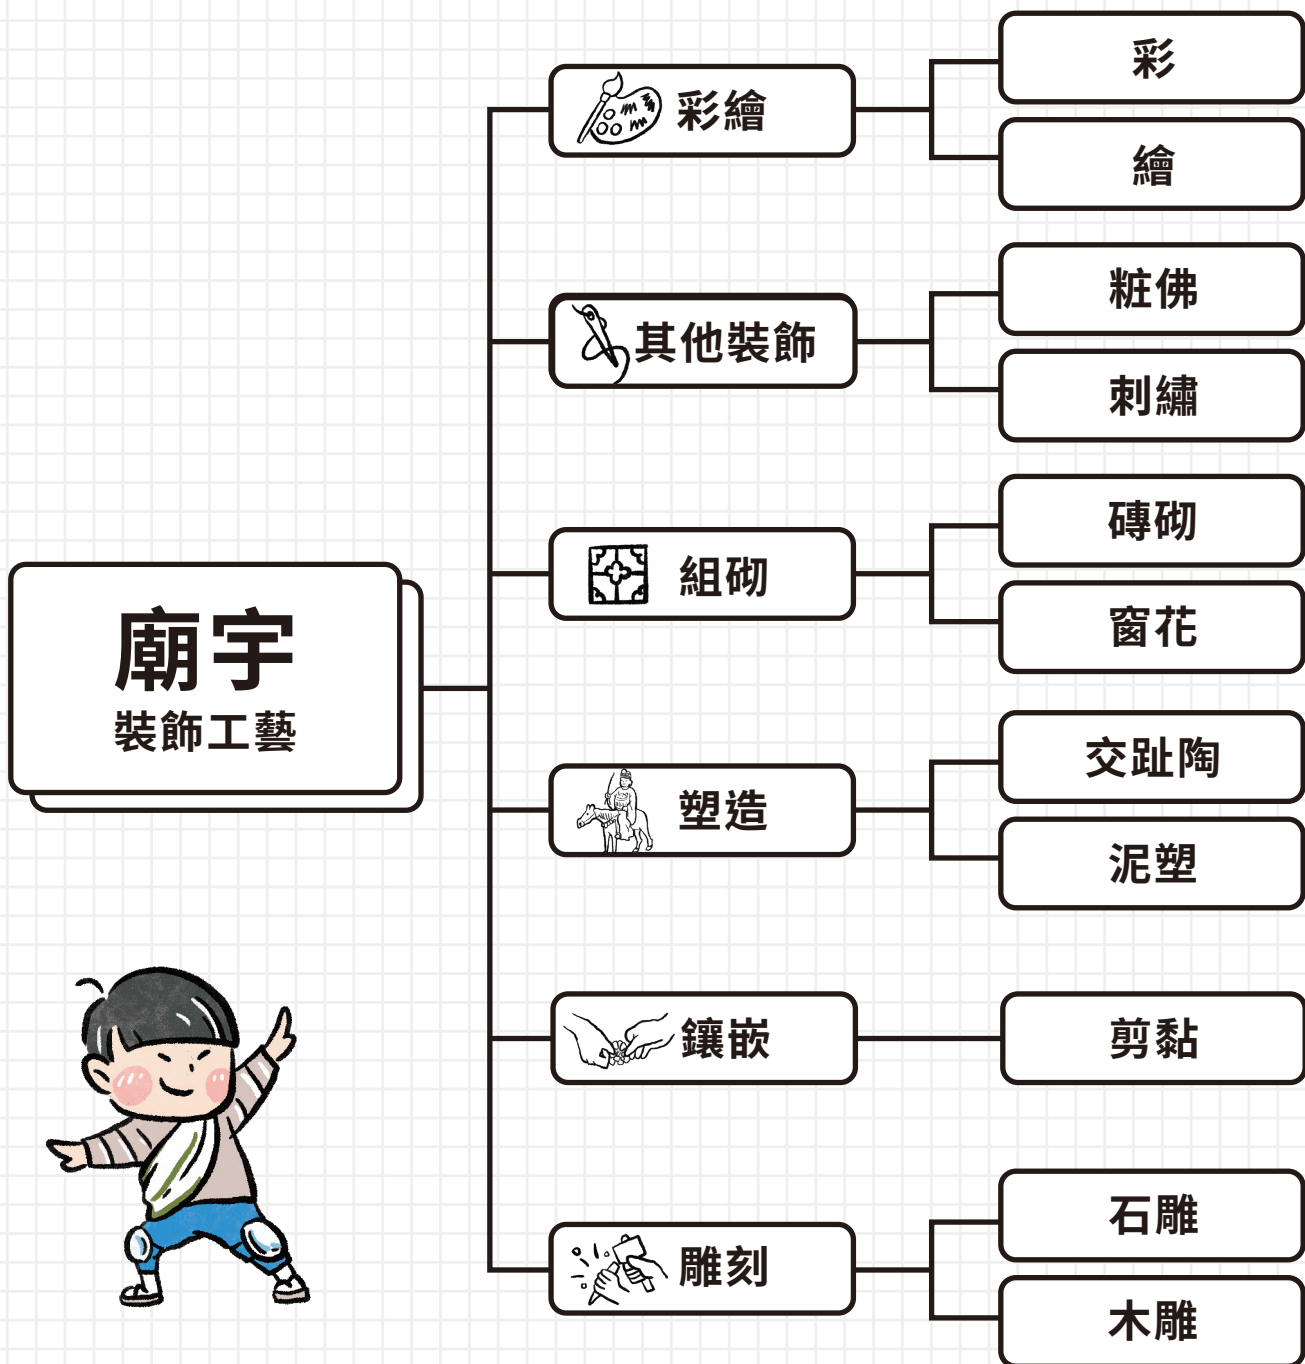 廟宇
裝飾工藝
彩繪
彩
繪
其他裝飾
粧佛
刺繡
組砌
磚砌
窗花
塑造
交趾陶
泥塑
鑲嵌
剪黏
雕刻
石雕
木雕